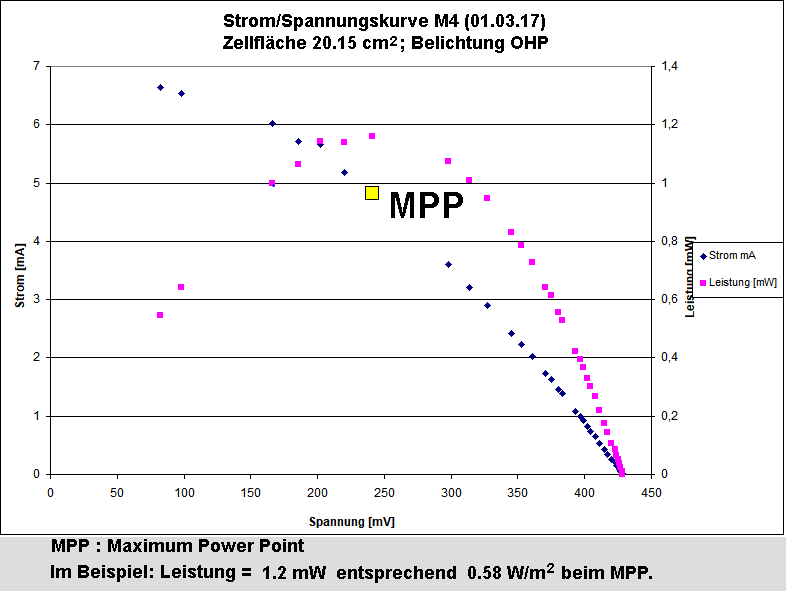 Strom/Spannungskurve M4 (01.03.17)
Zellfläche 20.15 cm²; Belichtung OHP
7
6
5
4
3
2
1
0
1,4
1,2
1
0,8
0,6
0,4
0,2
0
0
50
100
150
200
250
300
350
400
450
Strom [mA]
Leistung [mW]
Spannung [mV]
MPP
Strom mA
Leistung [mW]
MPP : Maximum Power Point
Im Beispiel: Leistung = 1.2 mW entsprechend 0.58 W/m² beim MPP.